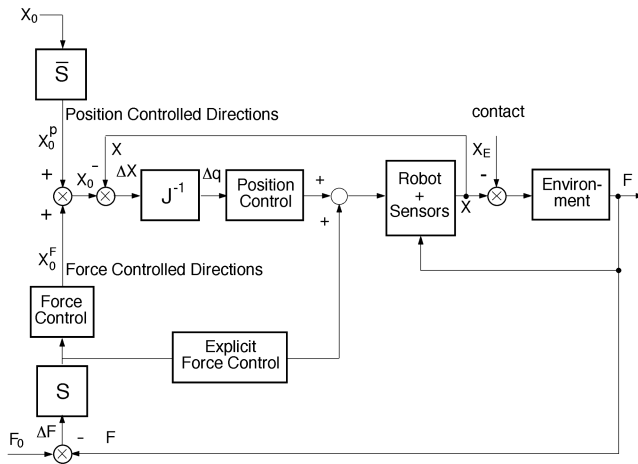 X₀
S̅
Position Controlled Directions
contact
X₀ᵖ
X
X_E
+
X₀
-
ΔX
Δq
-
J⁻¹
Position
Control
+
+
Robot
+
Sensors
X
Environ-
ment
F
+
X₀ᶠ
Force Controlled Directions
Force
Control
Explicit
Force Control
S
ΔF
-
F
F₀